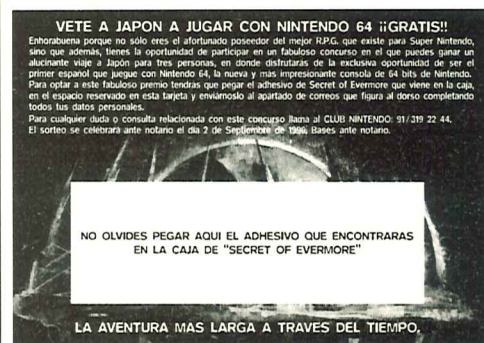 VETE A JAPON A JUGAR CON NINTENDO 64 ¡¡GRATIS!!
Enhorabuena porque no sólo eres el afortunado poseedor del mejor R.P.G. que existe para Super Nintendo,
sino que además, tienes la oportunidad de participar en un fabuloso concurso en el que puedes ganar un
alucinante viaje a Japón para tres personas, en donde disfrutarás de la exclusiva oportunidad de ser el
primer español que juegue con Nintendo 64, la nueva y más impresionante consola de 64 bits de Nintendo.
Para optar a este fabuloso premio tendrás que pegar el adhesivo de Secret of Evermore que viene en la caja,
en el espacio reservado en esta tarjeta y enviárnoslo al apartado de correos que figura al dorso completando
todos tus datos personales.
Para cualquier duda o consulta relacionada con este concurso llama al CLUB NINTENDO: 91/319 22 44.
El sorteo se celebrará ante notario el día 2 de Septiembre de 1996. Bases ante notario.
NO OLVIDES PEGAR AQUI EL ADHESIVO QUE ENCONTRARAS
EN LA CAJA DE "SECRET OF EVERMORE"
LA AVENTURA MAS LARGA A TRAVES DEL TIEMPO.